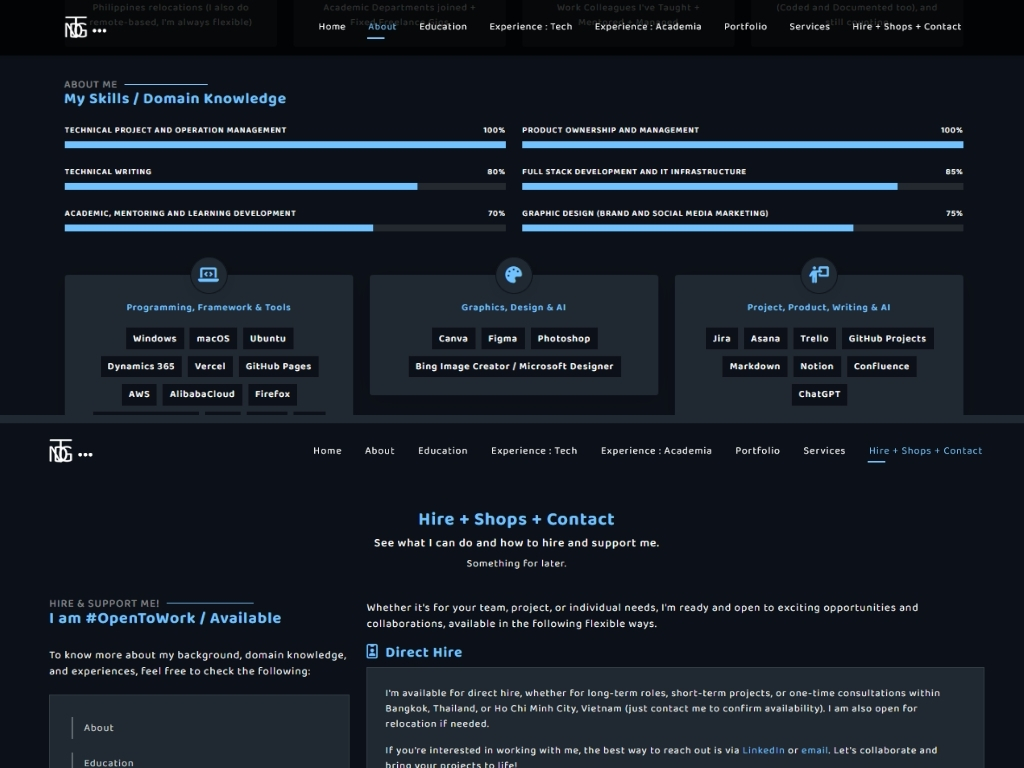 Philippines relocations (I also do
remote-based, I'm always flexible)
Academic Departments joined +
Fixed Freelance Gigs
Work Colleagues I've Taught +
Mentored + Managed
(Coded and Documented too), and
still counting
Home About Education Experience : Tech Experience : Academia Portfolio Services Hire + Shops + Contact
ABOUT ME
My Skills / Domain Knowledge
TECHNICAL PROJECT AND OPERATION MANAGEMENT 100%
PRODUCT OWNERSHIP AND MANAGEMENT 100%
TECHNICAL WRITING 80%
FULL STACK DEVELOPMENT AND IT INFRASTRUCTURE 85%
ACADEMIC, MENTORING AND LEARNING DEVELOPMENT 70%
GRAPHIC DESIGN (BRAND AND SOCIAL MEDIA MARKETING) 75%
Programming, Framework & Tools
Windows macOS Ubuntu
Dynamics 365 Vercel GitHub Pages
AWS AlibabaCloud Firefox
Graphics, Design & AI
Canva Figma Photoshop
Bing Image Creator / Microsoft Designer
Project, Product, Writing & AI
Jira Asana Trello GitHub Projects
Markdown Notion Confluence
ChatGPT
Home About Education Experience : Tech Experience : Academia Portfolio Services Hire + Shops + Contact
Hire + Shops + Contact
See what I can do and how to hire and support me.
Something for later.
HIRE & SUPPORT ME!
I am #OpenToWork / Available
To know more about my background, domain knowledge,
and experiences, feel free to check the following:
About
Education
Whether it's for your team, project, or individual needs, I'm ready and open to exciting opportunities and
collaborations, available in the following flexible ways.
Direct Hire
I'm available for direct hire, whether for long-term roles, short-term projects, or one-time consultations within
Bangkok, Thailand, or Ho Chi Minh City, Vietnam (just contact me to confirm availability). I am also open for
relocation if needed.
If you're interested in working with me, the best way to reach out is via LinkedIn or email. Let's collaborate and
bring your projects to life!